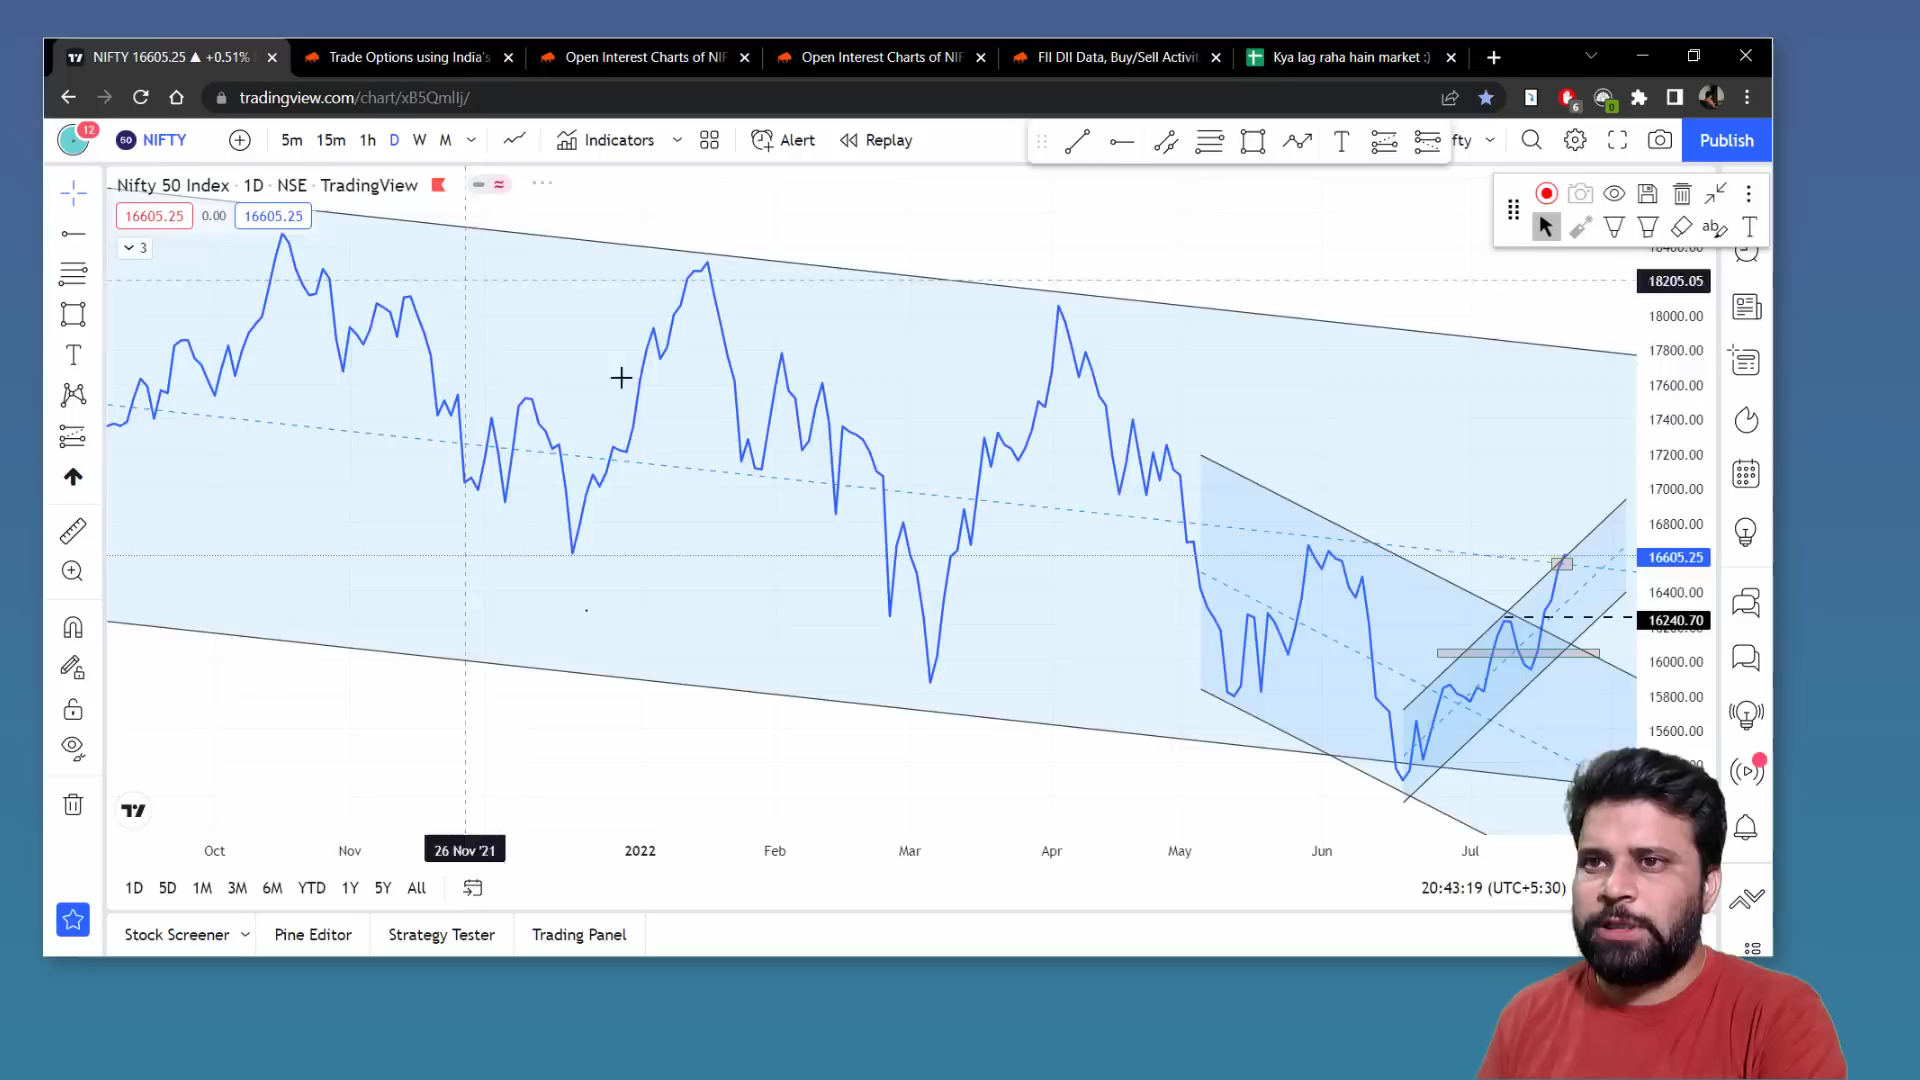 NIFTY 16605.25 ▲ +0.51%
Trade Options using India's
Open Interest Charts of NIF
Open Interest Charts of NIF
FII DII Data, Buy/Sell Activit
Kya lag raha hain market :)
tradingview.com/chart/xB5QmlIj/
6
0
12
50
NIFTY
5m
15m
1h
D
W
M
Indicators
Alert
Replay
fty
Publish
Nifty 50 Index · 1D · NSE · TradingView
16605.25
0.00
16605.25
3
18205.05
18000.00
17800.00
17600.00
17400.00
17200.00
17000.00
16800.00
16605.25
16400.00
16240.70
16000.00
15800.00
15600.00
Oct
Nov
26 Nov '21
2022
Feb
Mar
Apr
May
Jun
Jul
1D
5D
1M
3M
6M
YTD
1Y
5Y
All
20:43:19 (UTC+5:30)
Stock Screener
Pine Editor
Strategy Tester
Trading Panel